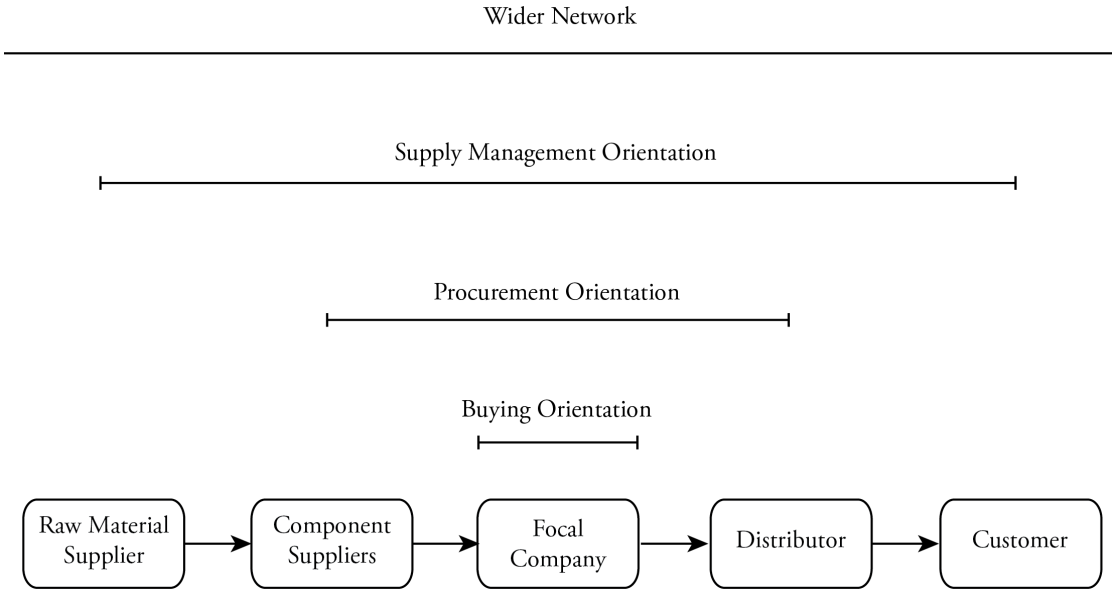 Wider Network
Supply Management Orientation
Procurement Orientation
Buying Orientation
Raw Material
Supplier
Component
Suppliers
Focal
Company
Distributor
Customer